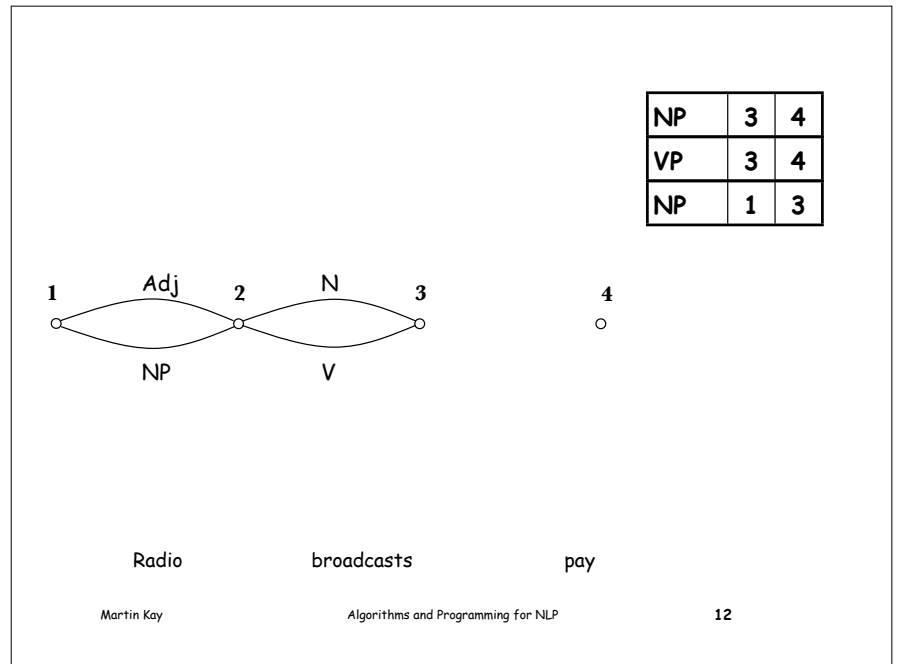 NP 3 4
VP 3 4
NP 1 3
Adj N
1 2 3 4
NP V
Radio broadcasts pay
Martin Kay Algorithms and Programming for NLP 12